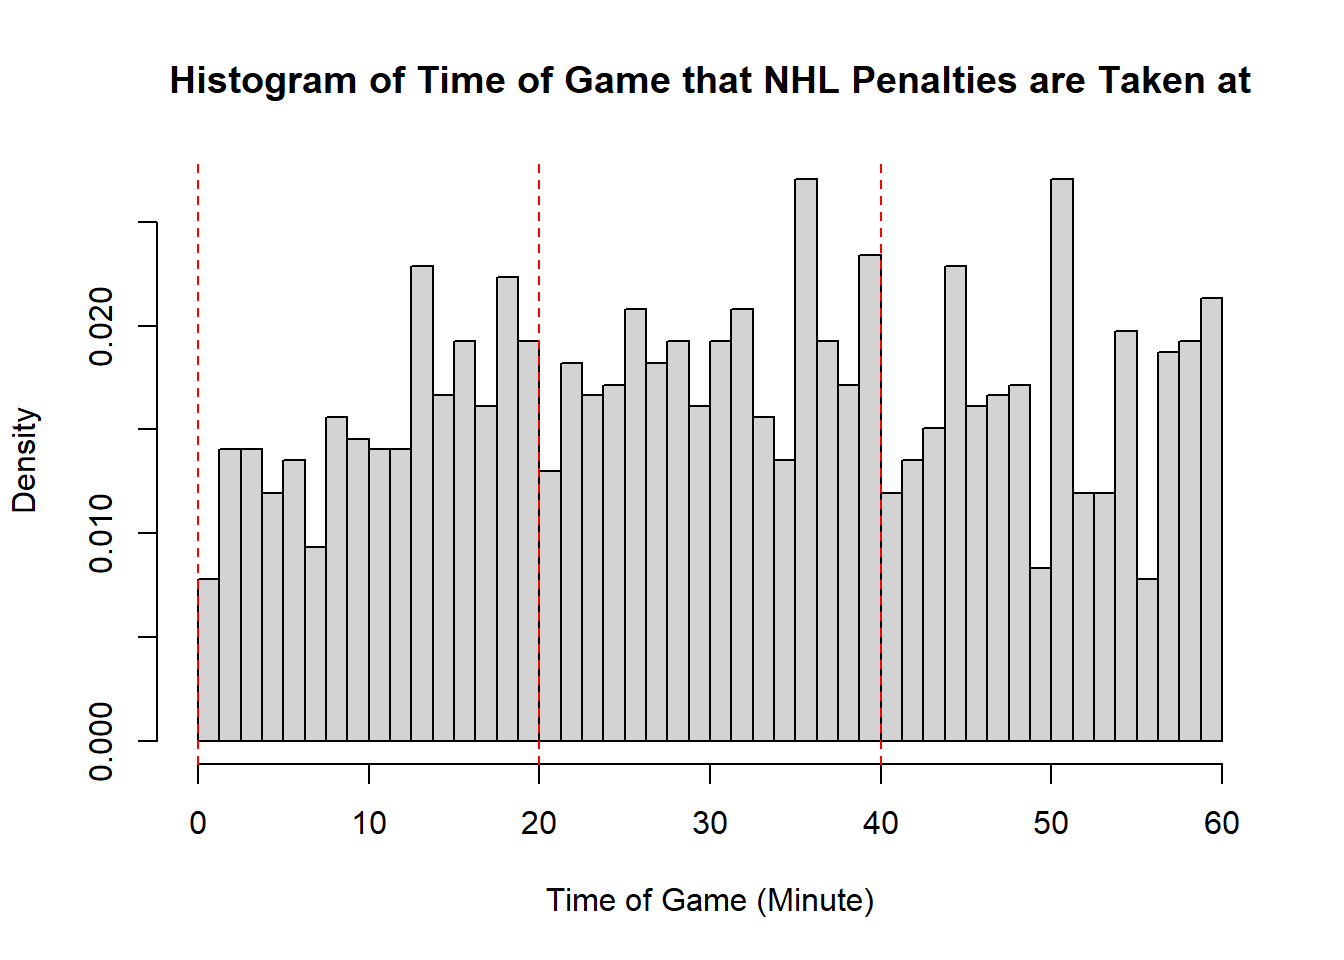 Histogram of Time of Game that NHL Penalties are Taken at
Density
0.020
0.010
0.000
0 10 20 30 40 50 60
Time of Game (Minute)